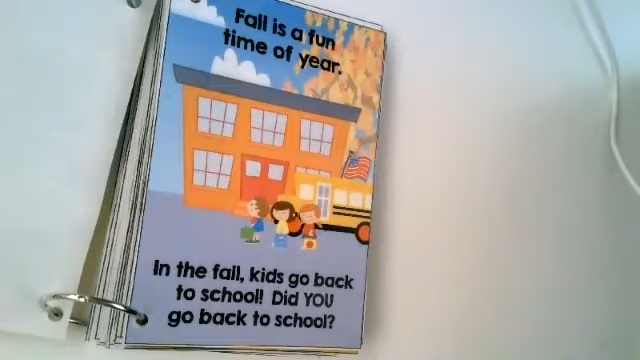 Fall is a fun
time of year.
In the fall, kids go back
to school! Did YOU
go back to school?